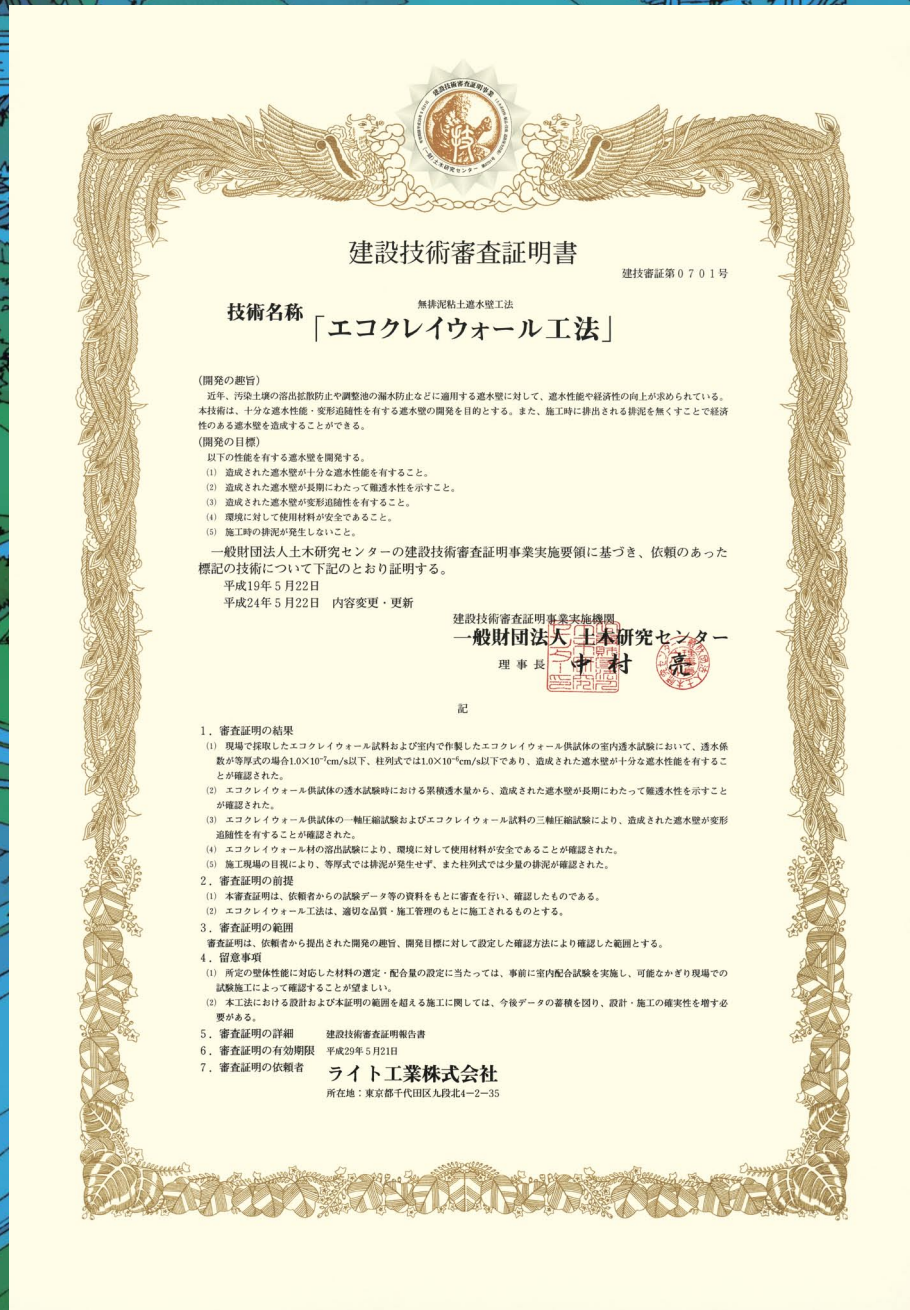 建設技術審査証明事業
建設技術審査証明書
建技審証第0701号
技術名称
無排泥粘土遮水壁工法
「エコクレイウォール工法」
(開発の趣旨)
近年、汚染土壌の溶出拡散防止や調整池の漏水防止などに適用する遮水壁に対して、遮水性能や経済性の向上が求められている。
本技術は、十分な遮水性能・変形追随性を有する遮水壁の開発を目的とする。また、施工時に排出される排泥を無くすことで経済
性のある遮水壁を造成することができる。
(開発の目標)
以下の性能を有する遮水壁を開発する。
(1) 造成された遮水壁が十分な遮水性能を有すること。
(2) 造成された遮水壁が長期にわたって難透水性を示すこと。
(3) 造成された遮水壁が変形追随性を有すること。
(4) 環境に対して使用材料が安全であること。
(5) 施工時の排泥が発生しないこと。
一般財団法人土木研究センターの建設技術審査証明事業実施要領に基づき、依頼のあった
標記の技術について下記のとおり証明する。
平成19年5月22日
平成24年5月22日 内容変更・更新
建設技術審査証明事業実施機関
一般財団法人 土木研究センター
理事長 中村 亮
記
1. 審査証明の結果
(1) 現場で採取したエコクレイウォール試料および室内で作製したエコクレイウォール供試体の室内透水試験において、透水係
数が等厚式の場合1.0×10⁻⁷cm/s以下、柱列式では1.0×10⁻⁶cm/s以下であり、造成された遮水壁が十分な遮水性能を有するこ
とが確認された。
(2) エコクレイウォール供試体の透水試験時における累積透水量から、造成された遮水壁が長期にわたって難透水性を示すこと
が確認された。
(3) エコクレイウォール供試体の一軸圧縮試験およびエコクレイウォール試料の三軸圧縮試験により、造成された遮水壁が変形
追随性を有することが確認された。
(4) エコクレイウォール材の溶出試験により、環境に対して使用材料が安全であることが確認された。
(5) 施工現場の目視により、等厚式では排泥が発生せず、また柱列式では少量の排泥が確認された。
2. 審査証明の前提
(1) 本審査証明は、依頼者からの試験データ等の資料をもとに審査を行い、確認したものである。
(2) エコクレイウォール工法は、適切な品質・施工管理のもとに施工されるものとする。
3. 審査証明の範囲
審査証明は、依頼者から提出された開発の趣旨、開発目標に対して設定した確認方法により確認した範囲とする。
4. 留意事項
(1) 所定の壁体性能に対応した材料の選定・配合量の設定に当たっては、事前に室内配合試験を実施し、可能なかぎり現場での
試験施工によって確認することが望ましい。
(2) 本工法における設計および本証明の範囲を超える施工に関しては、今後データの蓄積を図り、設計・施工の確実性を増す必
要がある。
5. 審査証明の詳細 建設技術審査証明報告書
6. 審査証明の有効期限 平成29年5月21日
7. 審査証明の依頼者 ライト工業株式会社
所在地：東京都千代田区九段北4-2-35